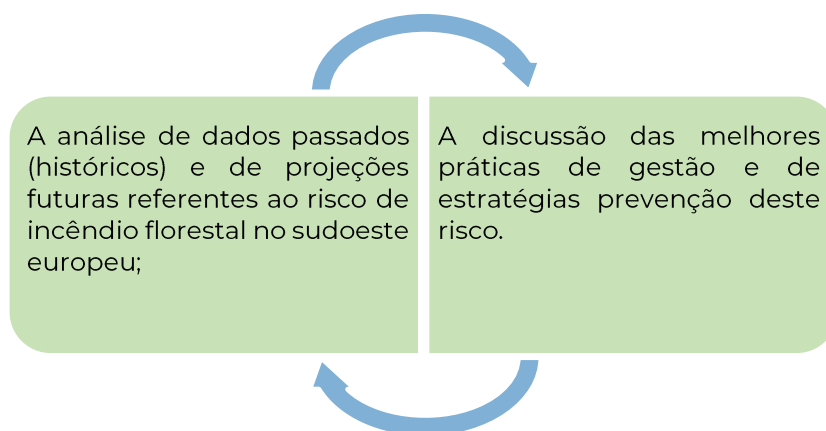 A análise de dados passados
(históricos) e de projeções
futuras referentes ao risco de
incêndio florestal no sudoeste
europeu;
A discussão das melhores
práticas de gestão e de
estratégias prevenção deste
risco.